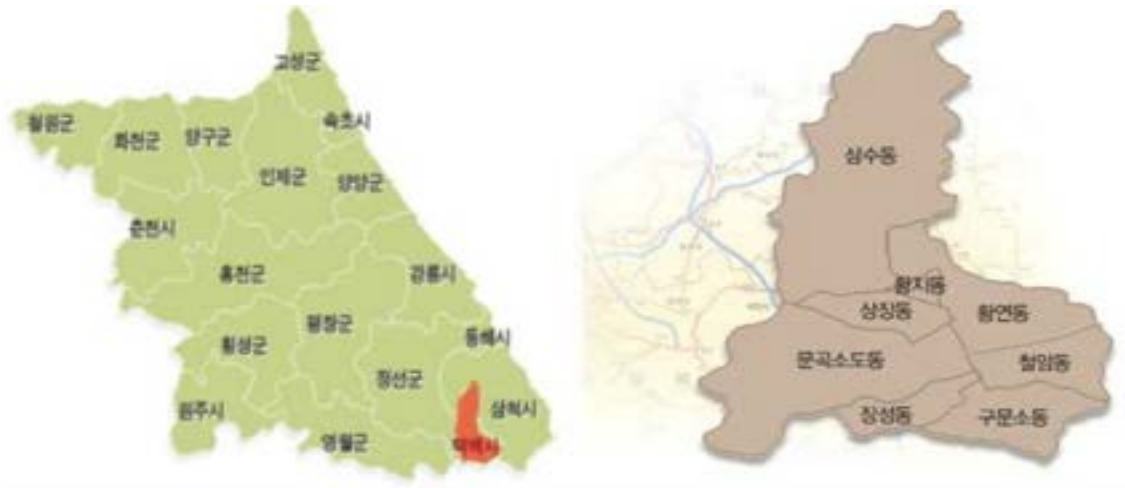 고성군
철원군
화천군
양구군
속초시
인제군
양양군
춘천시
홍천군
강릉시
평창군
횡성군
동해시
정선군
원주시
삼척시
영월군
태백시
삼수동
황지동
상장동
황연동
문곡소도동
철암동
장성동
구문소동